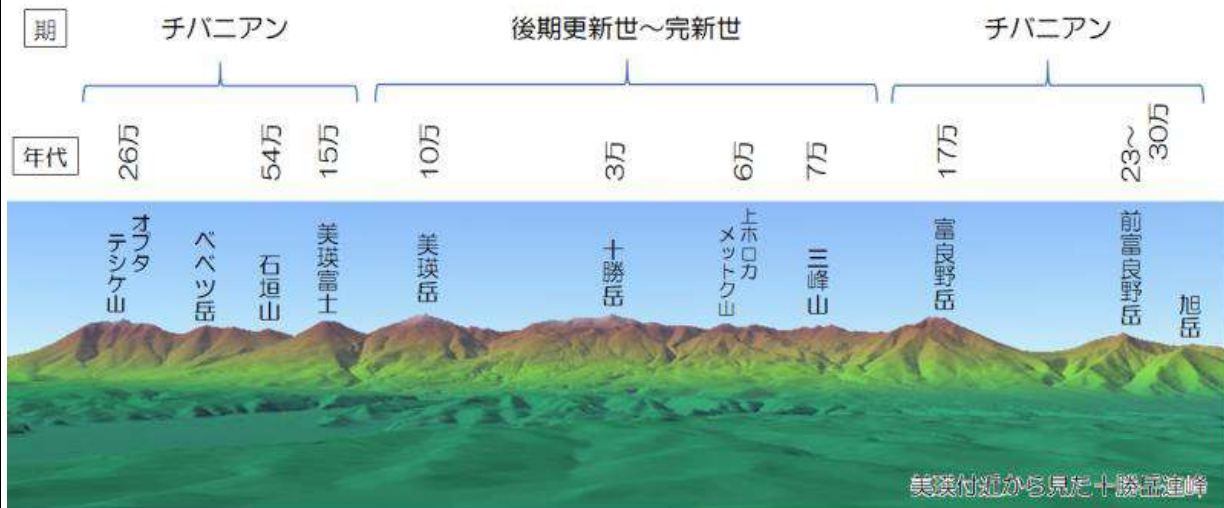 期
チバニアン
後期更新世～完新世
チバニアン
年代
26万
54万
15万
10万
3万
6万
7万
17万
23～
30万
オプタ
テシケ山
ベベツ岳
石垣山
美瑛富士
美瑛岳
十勝岳
上ホロカ
メットク山
三峰山
富良野岳
前富良野岳
旭岳
美瑛付近から見た十勝岳連峰